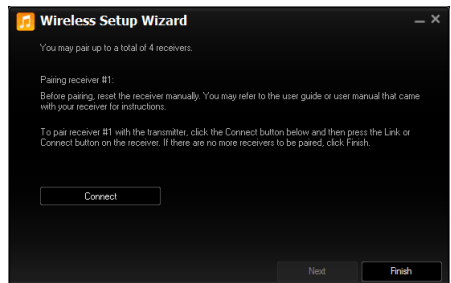 Wireless Setup Wizard
You may pair up to a total of 4 receivers.
Pairing receiver #1:
Before pairing, reset the receiver manually. You may refer to the user guide or user manual that came
with your receiver for instructions.
To pair receiver #1 with the transmitter, click the Connect button below and then press the Link or
Connect button on the receiver. If there are no more receivers to be paired, click Finish.
Connect
Next
Finish